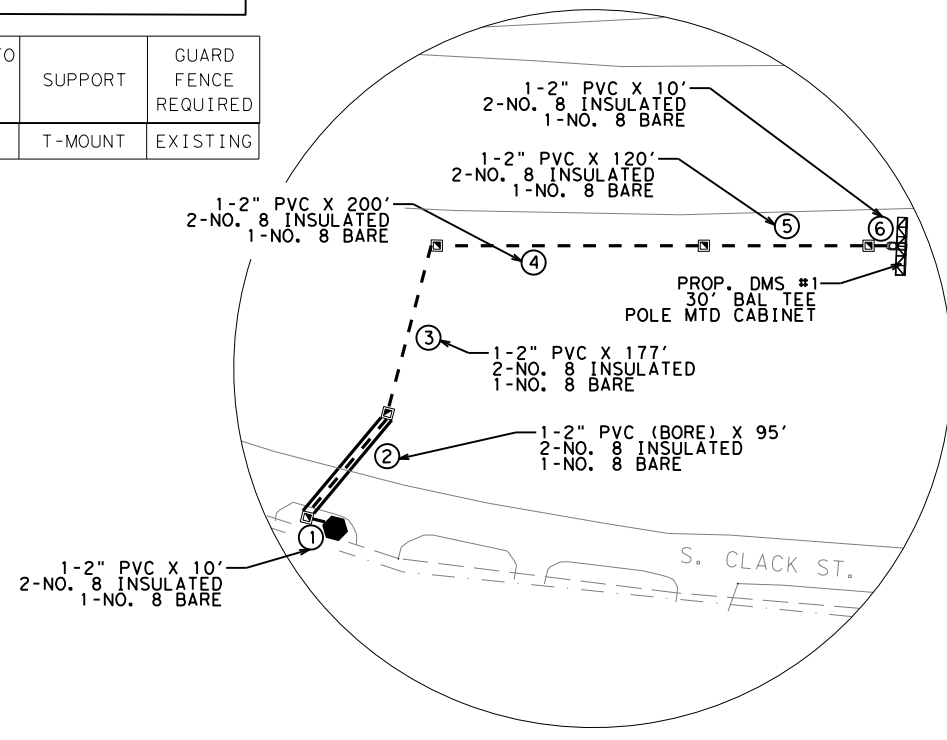 SUPPORT
GUARD
FENCE
REQUIRED
T-MOUNT
EXISTING
1-2" PVC X 10'
2-NO. 8 INSULATED
1-NO. 8 BARE
1-2" PVC X 120'
2-NO. 8 INSULATED
1-NO. 8 BARE
1-2" PVC X 200'
2-NO. 8 INSULATED
1-NO. 8 BARE
5
6
4
PROP. DMS #1
30' BAL TEE
POLE MTD CABINET
3
1-2" PVC X 177'
2-NO. 8 INSULATED
1-NO. 8 BARE
1-2" PVC (BORE) X 95'
2-NO. 8 INSULATED
1-NO. 8 BARE
2
1
S. CLACK ST.
1-2" PVC X 10'
2-NO. 8 INSULATED
1-NO. 8 BARE